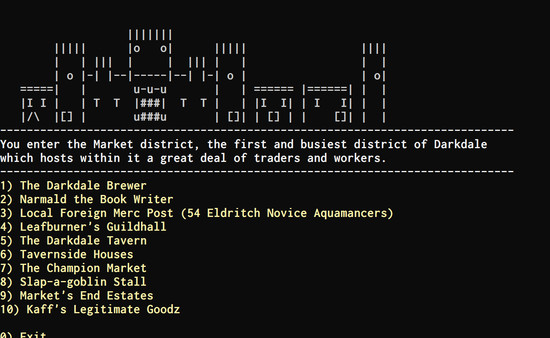 You enter the Market district, the first and busiest district of Darkdale
which hosts within it a great deal of traders and workers.
1) The Darkdale Brewer
2) Narmald the Book Writer
3) Local Foreign Merc Post (54 Eldritch Novice Aquamancers)
4) Leafburner's Guildhall
5) The Darkdale Tavern
6) Tavernside Houses
7) The Champion Market
8) Slap-a-goblin Stall
9) Market's End Estates
10) Kaff's Legitimate Goodz
0) Exit